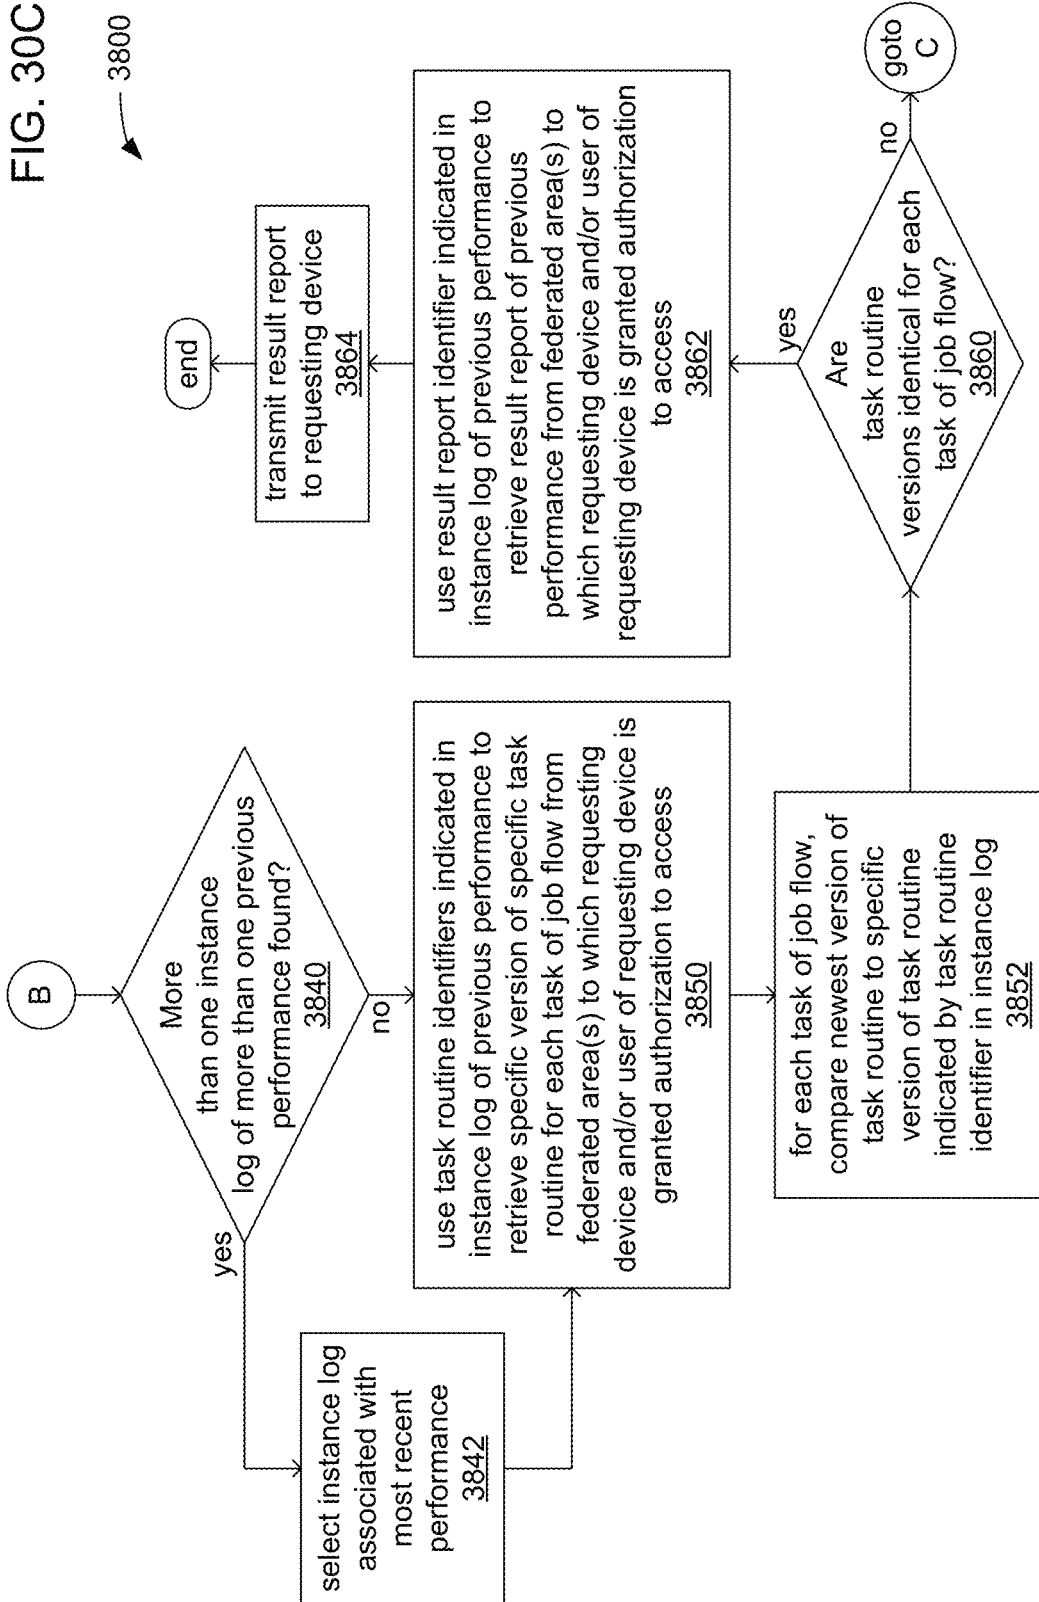 FIG. 30C
3800
B
More
than one instance
log of more than one previous
performance found?
3840
yes
no
select instance log
associated with
most recent
performance
3842
use task routine identifiers indicated in
instance log of previous performance to
retrieve specific version of specific task
routine for each task of job flow from
federated area(s) to which requesting
device and/or user of requesting device is
granted authorization to access
3850
for each task of job flow,
compare newest version of
task routine to specific
version of task routine
indicated by task routine
identifier in instance log
3852
Are
task routine
versions identical for each
task of job flow?
3860
yes
no
goto
C
use result report identifier indicated in
instance log of previous performance to
retrieve result report of previous
performance from federated area(s) to
which requesting device and/or user of
requesting device is granted authorization
to access
3862
transmit result report
to requesting device
3864
end